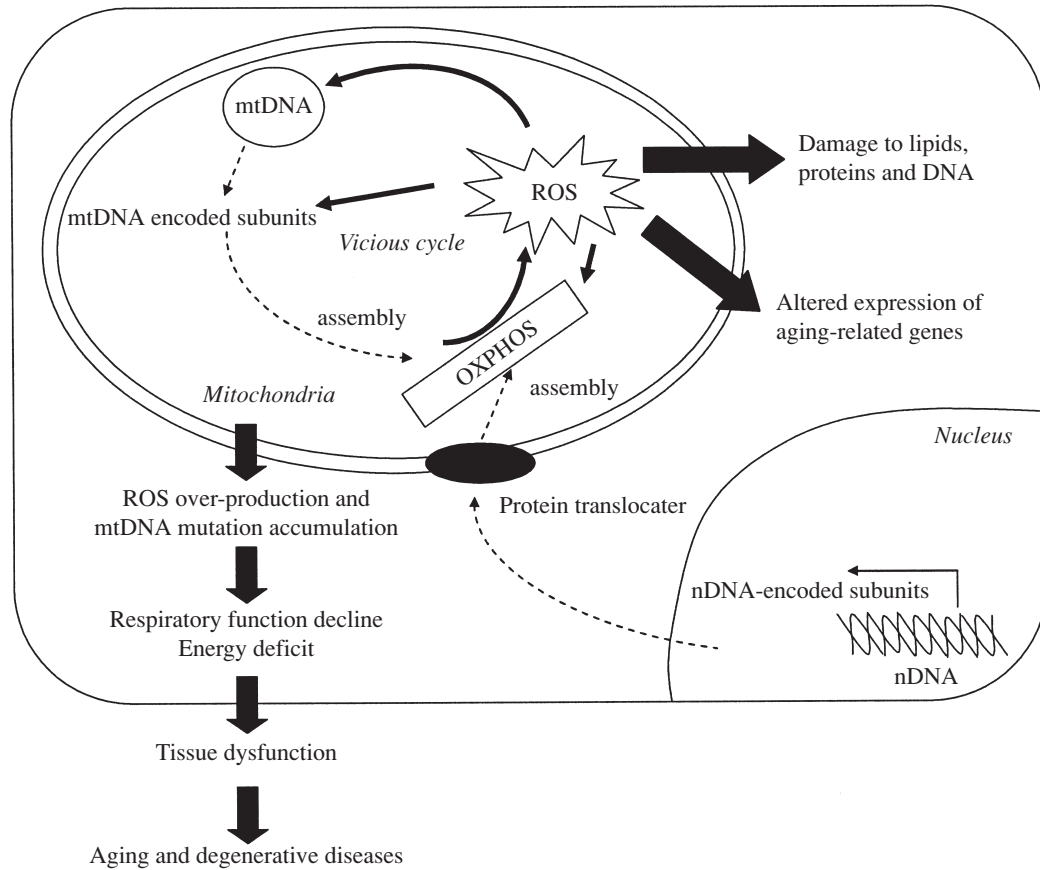 mtDNA
Damage to lipids,
proteins and DNA
ROS
mtDNA encoded subunits
Vicious cycle
Altered expression of
aging-related genes
assembly
OXPHOS
assembly
Mitochondria
Nucleus
ROS over-production and
mtDNA mutation accumulation
Protein translocater
nDNA-encoded subunits
Respiratory function decline
Energy deficit
nDNA
Tissue dysfunction
Aging and degenerative diseases